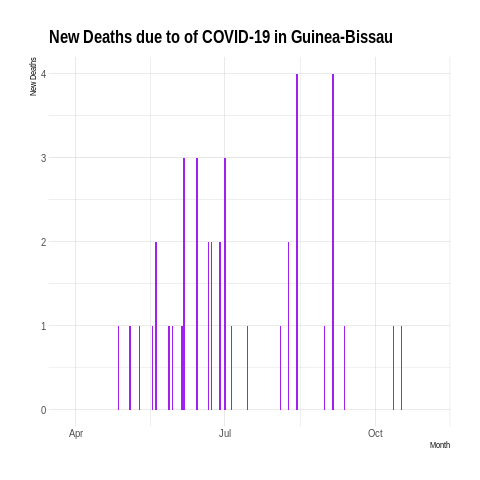 New Deaths due to of COVID-19 in Guinea-Bissau
New Deaths
4
3
2
1
0
Apr
Jul
Oct
Month